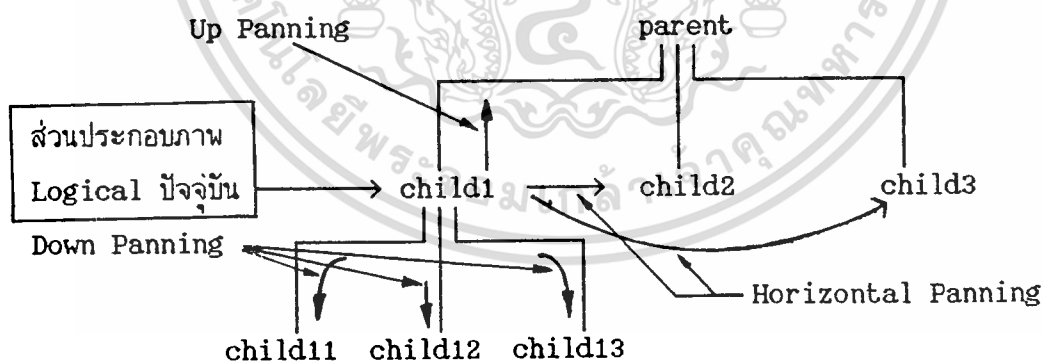 Up Panning
parent
ส่วนประกอบภาพ
Logical ปัจจุบัน
child1
child2
child3
Down Panning
Horizontal Panning
child11 child12 child13